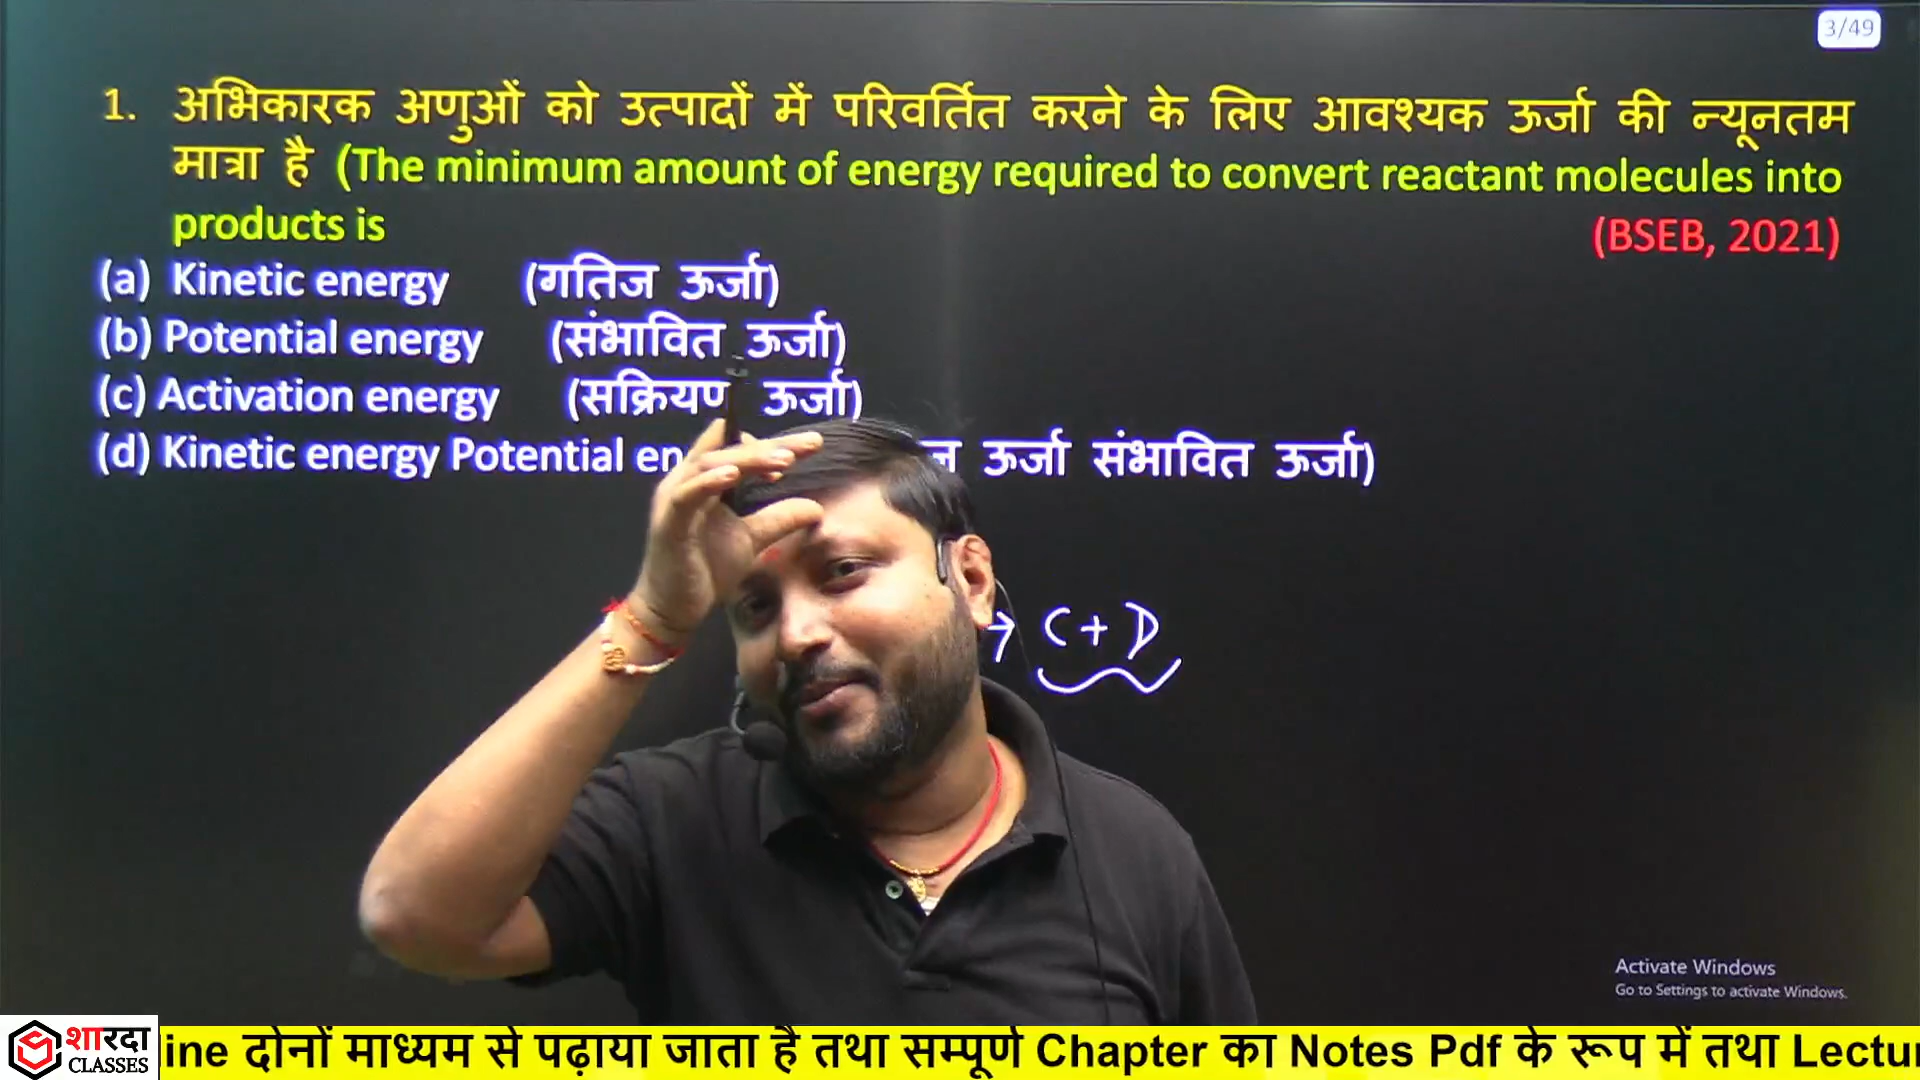 3/49
1. अभिकारक अणुओं को उत्पादों में परिवर्तित करने के लिए आवश्यक ऊर्जा की न्यूनतम
मात्रा है (The minimum amount of energy required to convert reactant molecules into
products is (BSEB, 2021)
(a) Kinetic energy (गतिज ऊर्जा)
(b) Potential energy (संभावित ऊर्जा)
(c) Activation energy (सक्रियण ऊर्जा)
(d) Kinetic energy Potential ऊर्जा संभावित ऊर्जा)
→ C + D
Activate Windows
Go to Settings to activate Windows.
शारदा
CLASSES
दोनों माध्यम से पढ़ाया जाता है तथा सम्पूर्ण Chapter का Notes Pdf के रूप में तथा